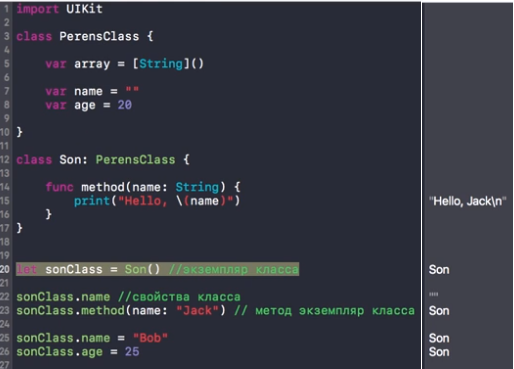 1 import UIKit
2
3 class PerensClass {
4
5 var array = [String]()
6
7 var name = ""
8 var age = 20
9
10 }
11
12 class Son: PerensClass {
13
14 func method(name: String) {
15 print("Hello, \(name)") "Hello, Jack\n"
16 }
17 }
18
19
20 let sonClass = Son() //экземпляр класса Son
21
22 sonClass.name //свойства класса ""
23 sonClass.method(name: "Jack") // метод экземпляр класса Son
24
25 sonClass.name = "Bob" Son
26 sonClass.age = 25 Son
27